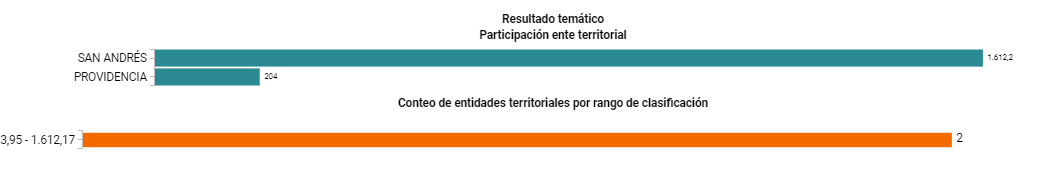 Resultado temático
Participación ente territorial
SAN ANDRÉS 1.612,2
PROVIDENCIA 204
Conteo de entidades territoriales por rango de clasificación
3,95 - 1.612,17 2